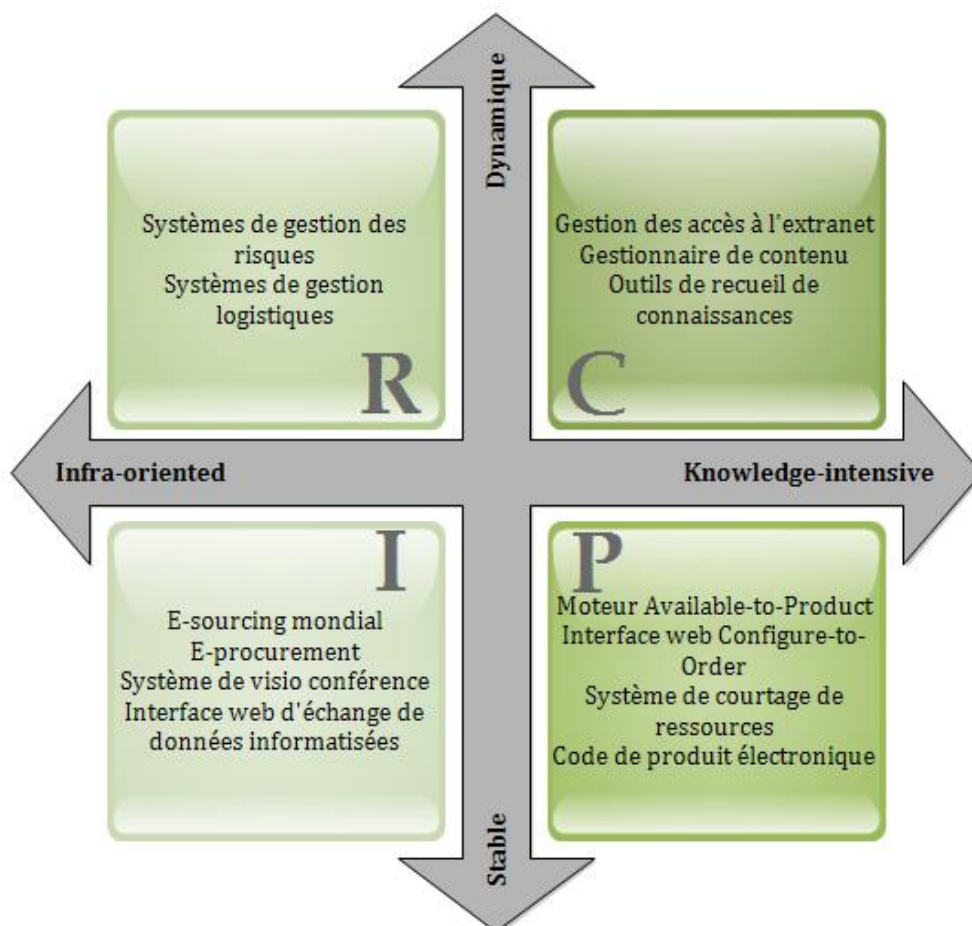 Dynamique
Systèmes de gestion des
risques
Systèmes de gestion
logistiques
R
Gestion des accès à l'extranet
Gestionnaire de contenu
Outils de recueil de
connaissances
C
Infra-oriented
Knowledge-intensive
I
E-sourcing mondial
E-procurement
Système de visio conférence
Interface web d'échange de
données informatisées
P
Moteur Available-to-Product
Interface web Configure-to-
Order
Système de courtage de
ressources
Code de produit électronique
Stable